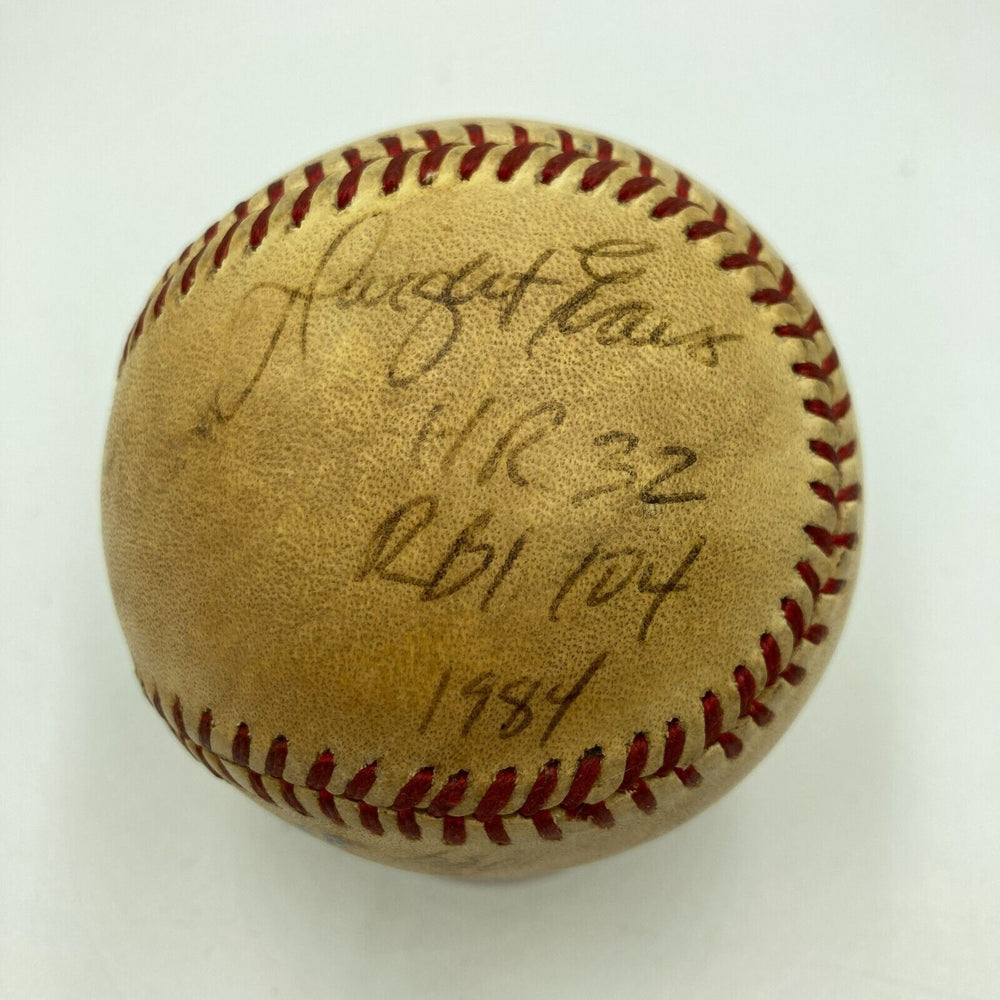 Dwight Evans
HR 32
RBI 104
1984